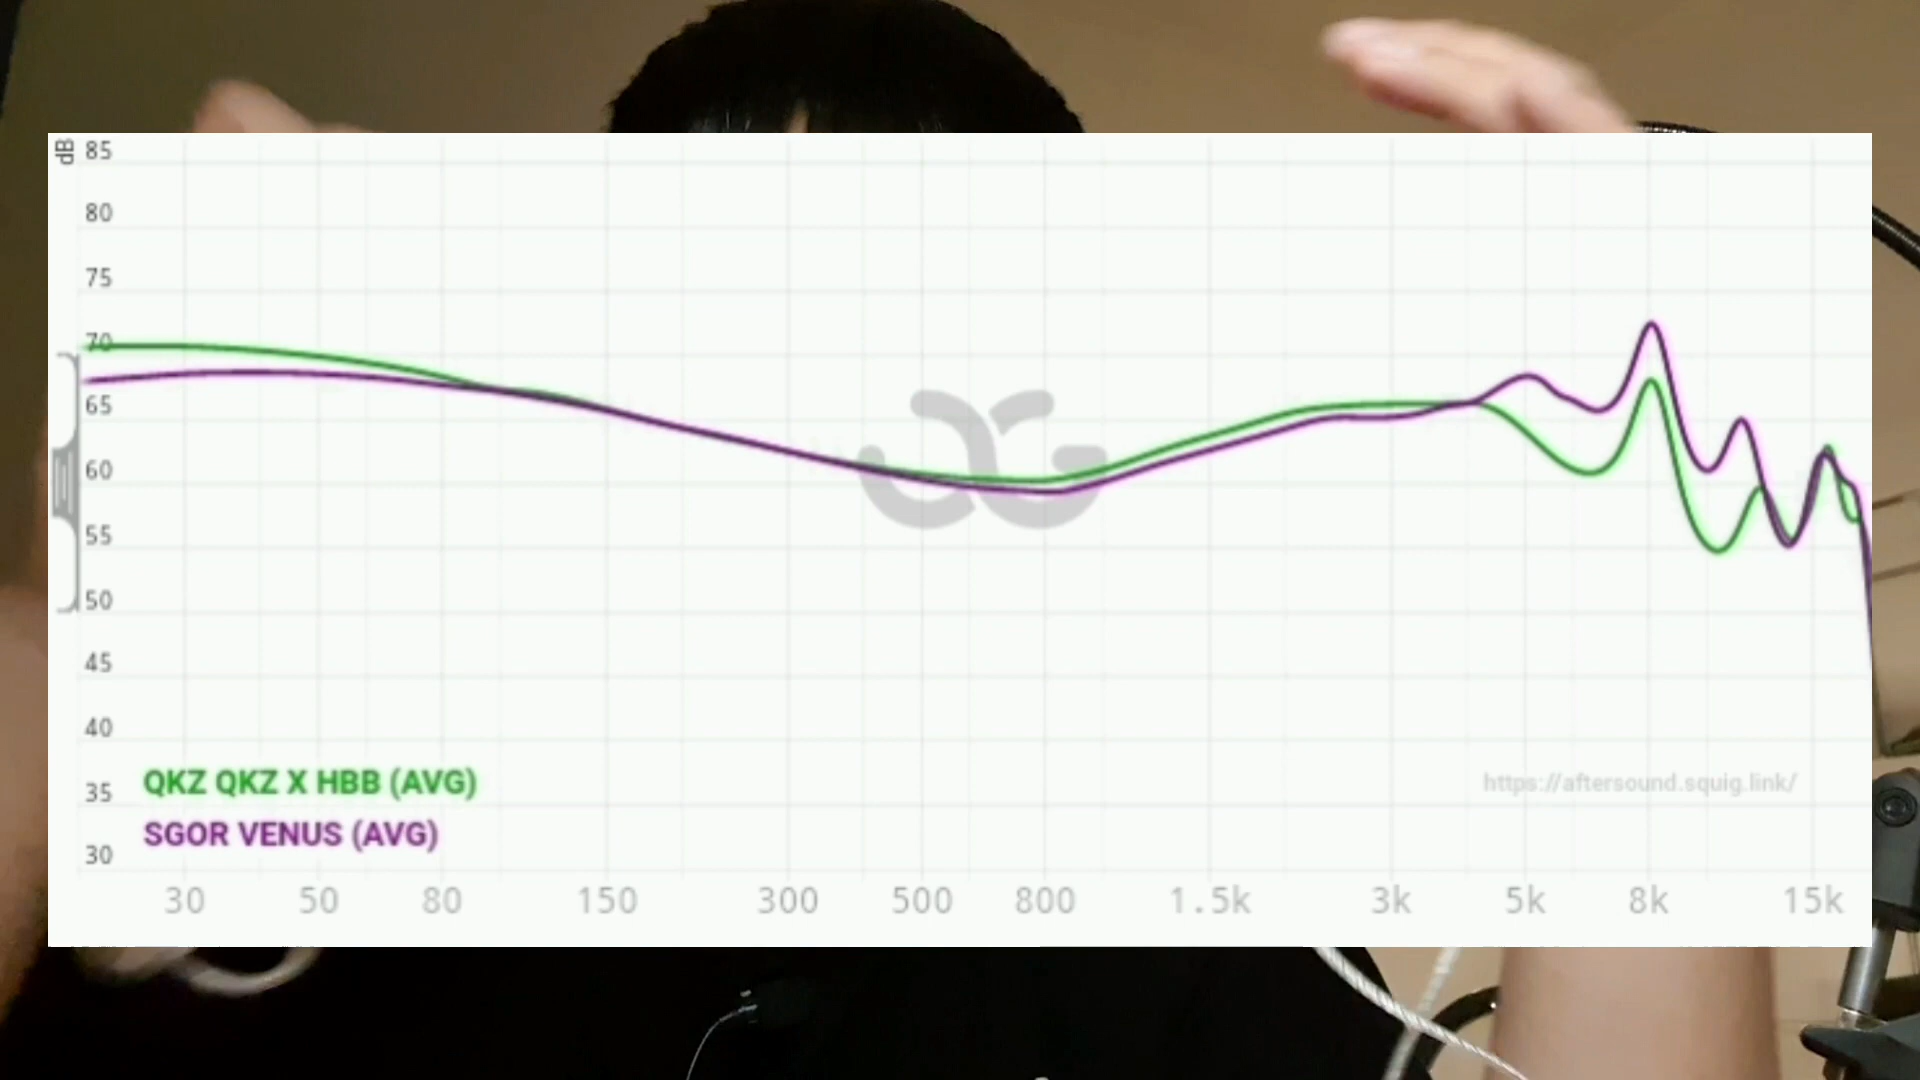 dB
85
80
75
70
65
60
55
50
45
40
35
30
QKZ QKZ X HBB (AVG)
SGOR VENUS (AVG)
https://aftersound.squig.link/
30 50 80 150 300 500 800 1.5k 3k 5k 8k 15k